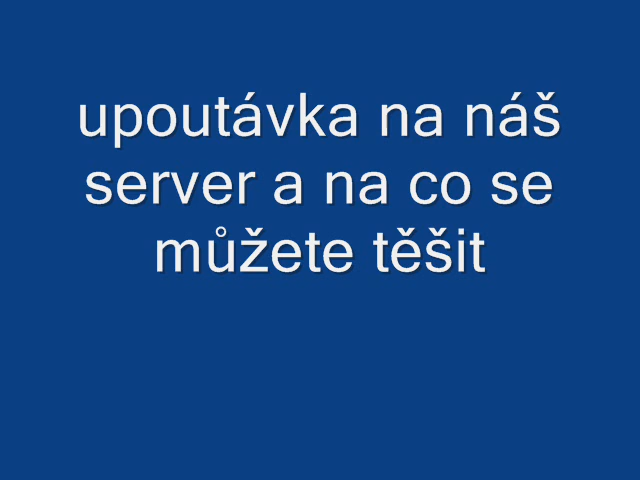 upoutávka na náš
server a na co se
můžete těšit